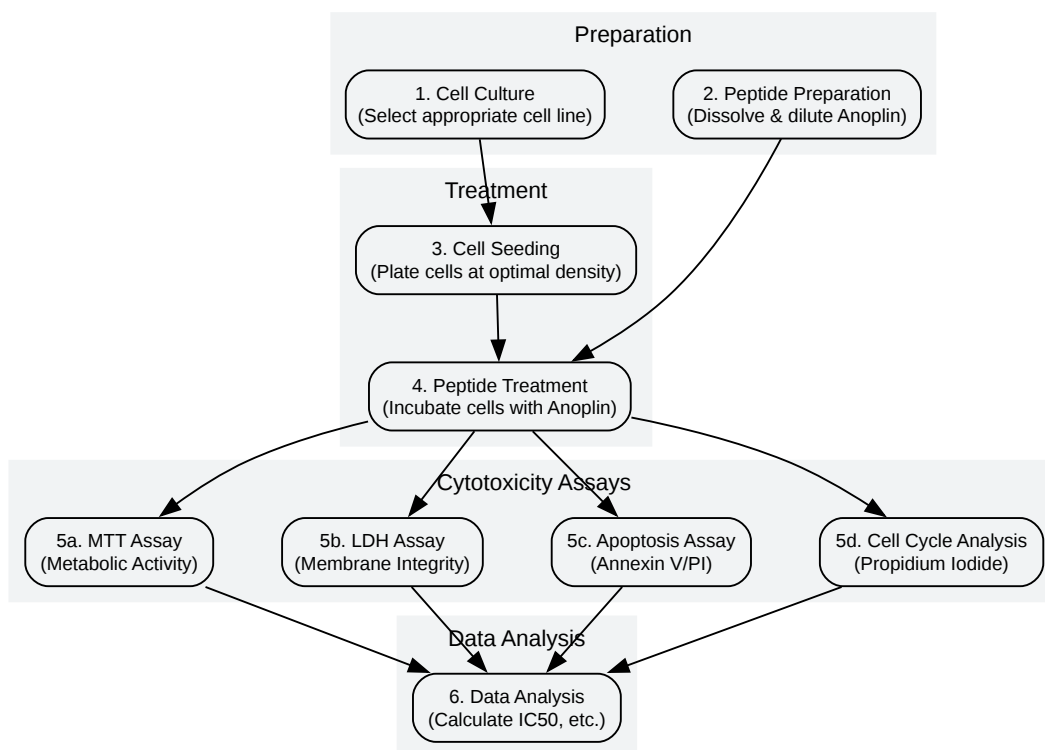 Preparation
1. Cell Culture
(Select appropriate cell line)
2. Peptide Preparation
(Dissolve & dilute Anoplin)
Treatment
3. Cell Seeding
(Plate cells at optimal density)
4. Peptide Treatment
(Incubate cells with Anoplin)
Cytotoxicity Assays
5a. MTT Assay
(Metabolic Activity)
5b. LDH Assay
(Membrane Integrity)
5c. Apoptosis Assay
(Annexin V/PI)
5d. Cell Cycle Analysis
(Propidium Iodide)
Data Analysis
6. Data Analysis
(Calculate IC50, etc.)